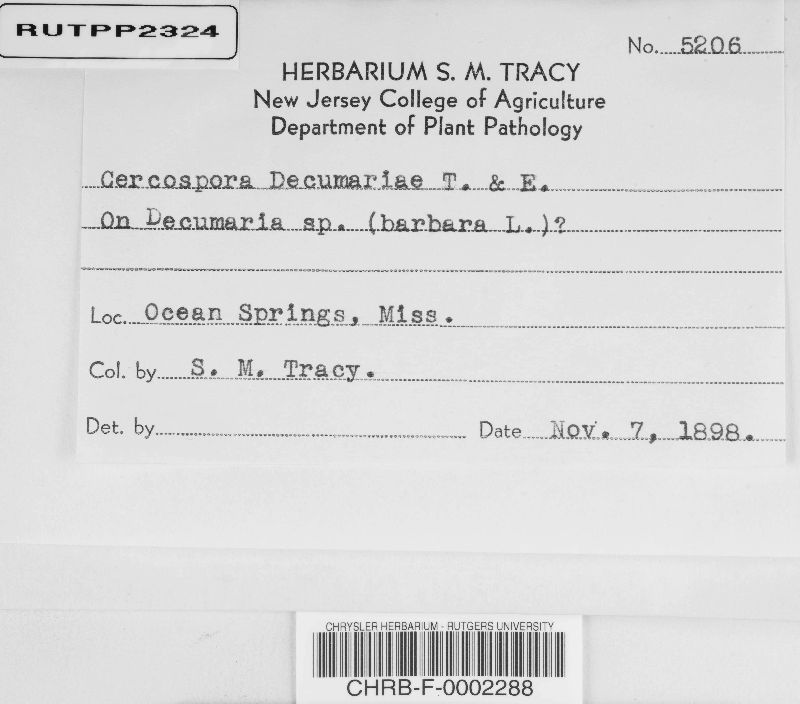 RUTPP2324
No. 5206
HERBARIUM S. M. TRACY
New Jersey College of Agriculture
Department of Plant Pathology
Cercospora Decumariae T. & E.
On Decumaria sp. (barbara L.)?
Loc. Ocean Springs, Miss.
Col. by S. M. Tracy.
Det. by
Date Nov. 7, 1898.
CHRYSLER HERBARIUM - RUTGERS UNIVERSITY
CHRB-F-0002288